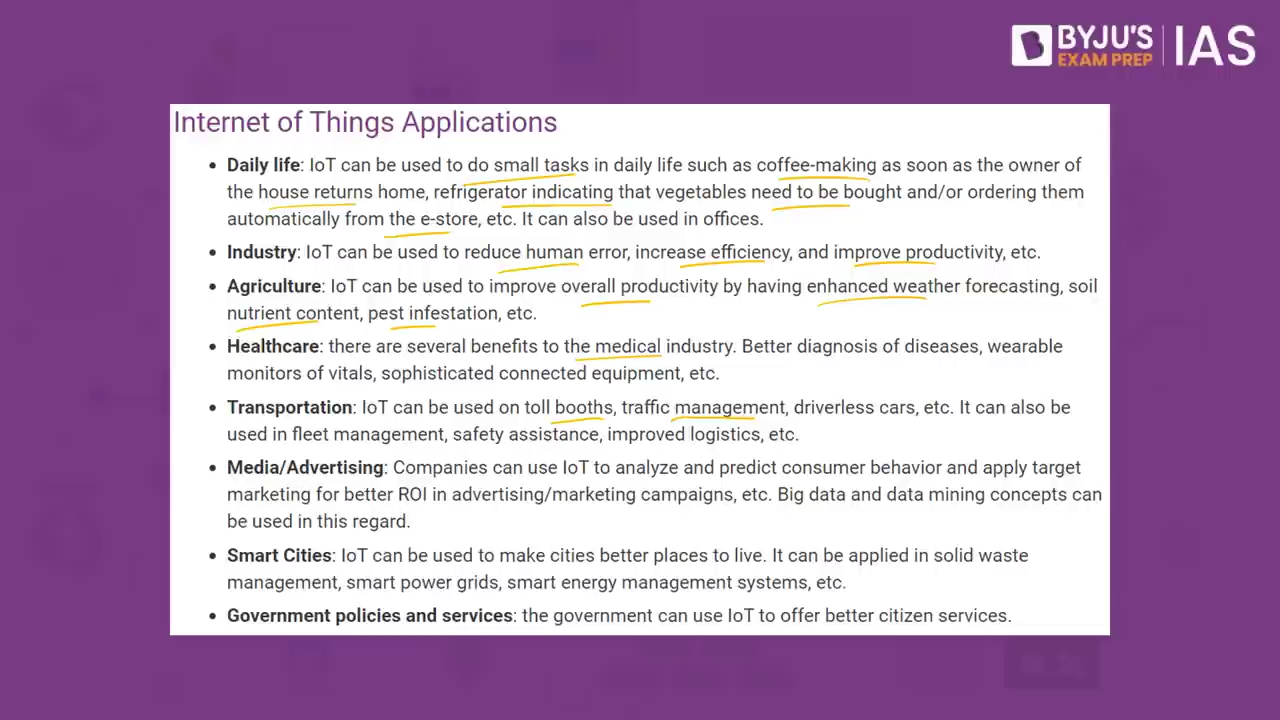 BYJU'S
EXAM PREP
IAS
Internet of Things Applications
• Daily life: IoT can be used to do small tasks in daily life such as coffee-making as soon as the owner of
the house returns home, refrigerator indicating that vegetables need to be bought and/or ordering them
automatically from the e-store, etc. It can also be used in offices.
• Industry: IoT can be used to reduce human error, increase efficiency, and improve productivity, etc.
• Agriculture: IoT can be used to improve overall productivity by having enhanced weather forecasting, soil
nutrient content, pest infestation, etc.
• Healthcare: there are several benefits to the medical industry. Better diagnosis of diseases, wearable
monitors of vitals, sophisticated connected equipment, etc.
• Transportation: IoT can be used on toll booths, traffic management, driverless cars, etc. It can also be
used in fleet management, safety assistance, improved logistics, etc.
• Media/Advertising: Companies can use IoT to analyze and predict consumer behavior and apply target
marketing for better ROI in advertising/marketing campaigns, etc. Big data and data mining concepts can
be used in this regard.
• Smart Cities: IoT can be used to make cities better places to live. It can be applied in solid waste
management, smart power grids, smart energy management systems, etc.
• Government policies and services: the government can use IoT to offer better citizen services.